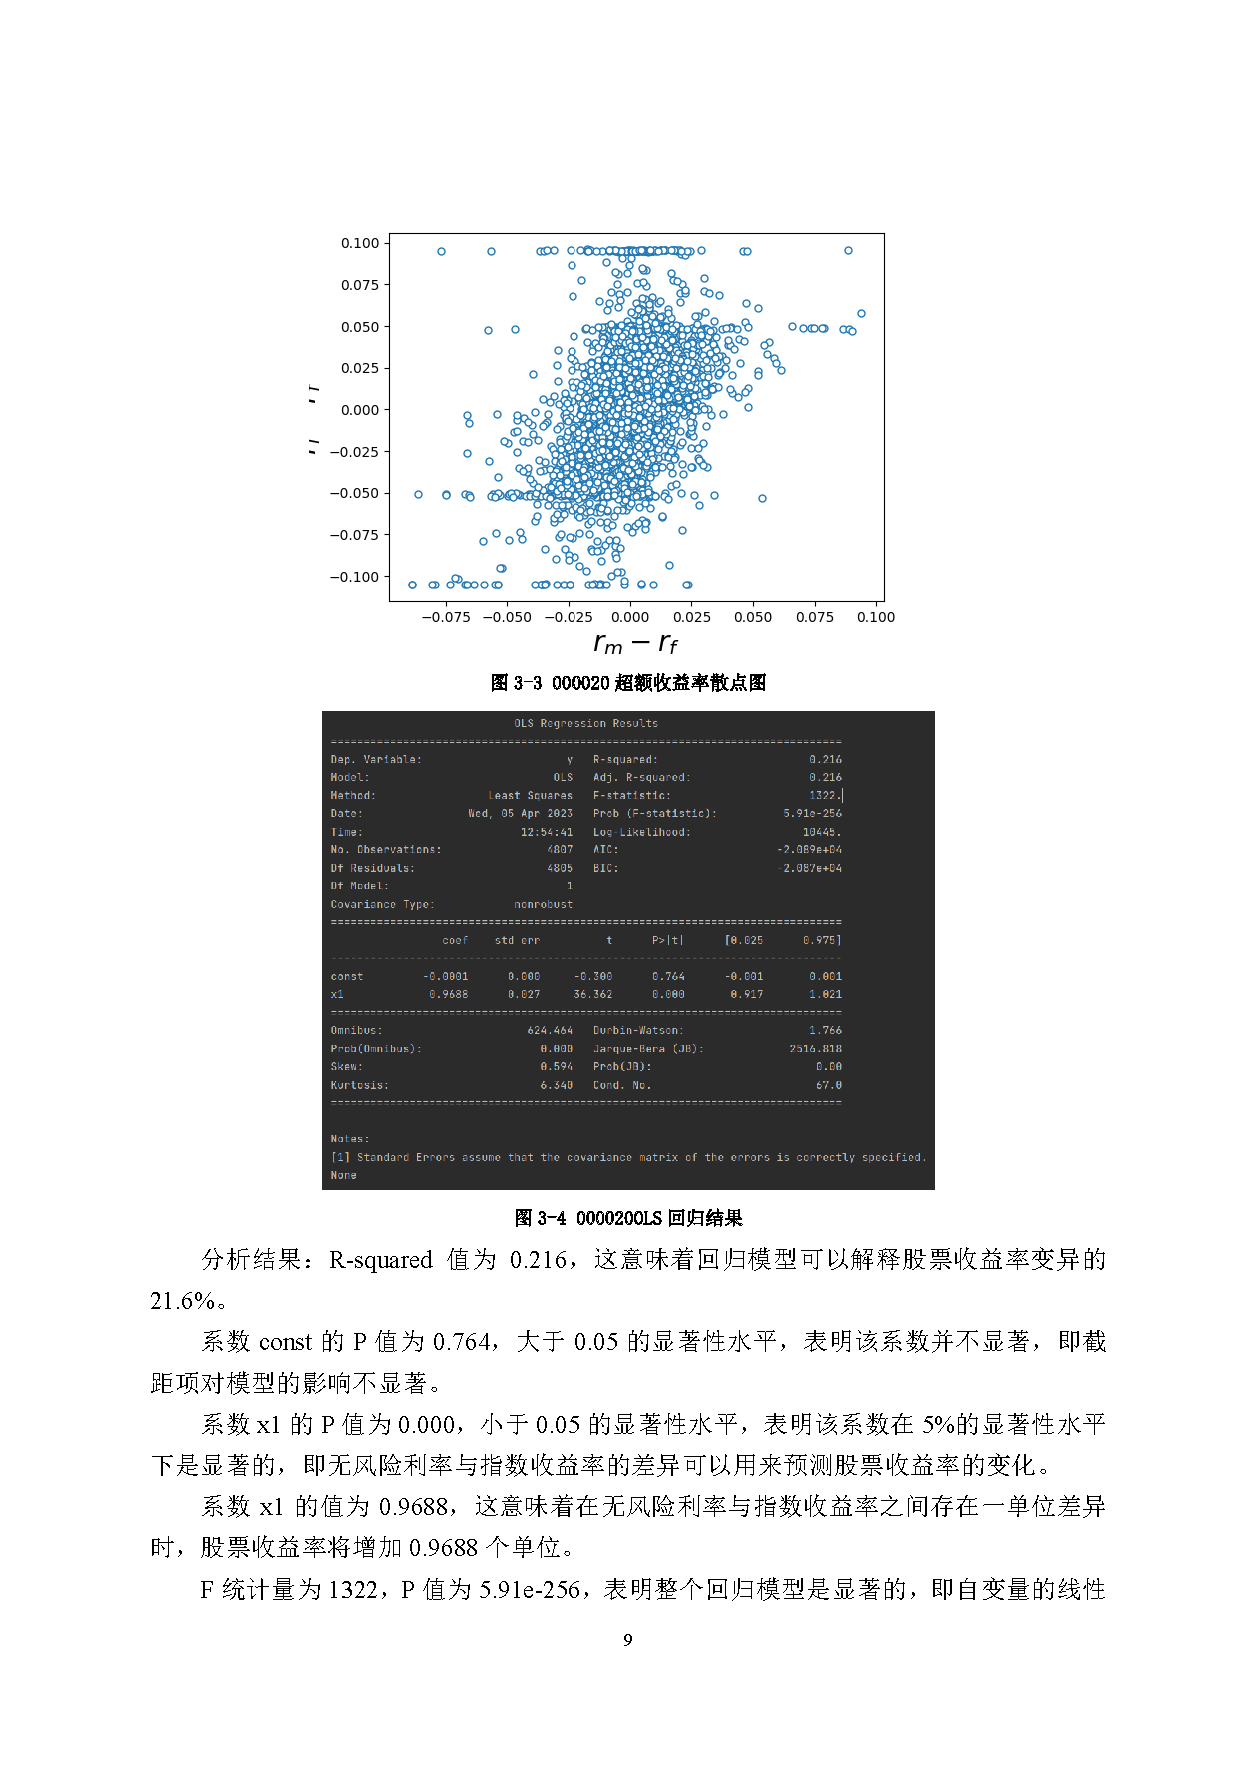 0.100
0.075
0.050
0.025
0.000
−0.025
−0.050
−0.075
−0.100
−0.075 −0.050 −0.025 0.000 0.025 0.050 0.075 0.100
rm − rf
图 3-3 000020 超额收益率散点图
OLS Regression Results
==============================================================================
Dep. Variable: y R-squared: 0.216
Model: OLS Adj. R-squared: 0.216
Method: Least Squares F-statistic: 1322.
Date: Wed, 05 Apr 2023 Prob (F-statistic): 5.91e-256
Time: 12:54:41 Log-Likelihood: 10445.
No. Observations: 4807 AIC: -2.089e+04
Df Residuals: 4805 BIC: -2.087e+04
Df Model: 1
Covariance Type: nonrobust
==============================================================================
coef std err t P>|t| [0.025 0.975]
------------------------------------------------------------------------------
const -0.0001 0.000 -0.300 0.764 -0.001 0.001
x1 0.9688 0.027 36.362 0.000 0.917 1.021
==============================================================================
Omnibus: 624.464 Durbin-Watson: 1.766
Prob(Omnibus): 0.000 Jarque-Bera (JB): 2516.818
Skew: 0.594 Prob(JB): 0.00
Kurtosis: 6.340 Cond. No. 67.0
==============================================================================
Notes:
[1] Standard Errors assume that the covariance matrix of the errors is correctly specified.
None
图 3-4 000020OLS 回归结果
分析结果：R-squared 值为 0.216，这意味着回归模型可以解释股票收益率变异的
21.6%。
系数 const 的 P 值为 0.764，大于 0.05 的显著性水平，表明该系数并不显著，即截
距项对模型的影响不显著。
系数 x1 的 P 值为 0.000，小于 0.05 的显著性水平，表明该系数在 5%的显著性水平
下是显著的，即无风险利率与指数收益率的差异可以用来预测股票收益率的变化。
系数 x1 的值为 0.9688，这意味着在无风险利率与指数收益率之间存在一单位差异
时，股票收益率将增加 0.9688 个单位。
F 统计量为 1322，P 值为 5.91e-256，表明整个回归模型是显著的，即自变量的线性
9